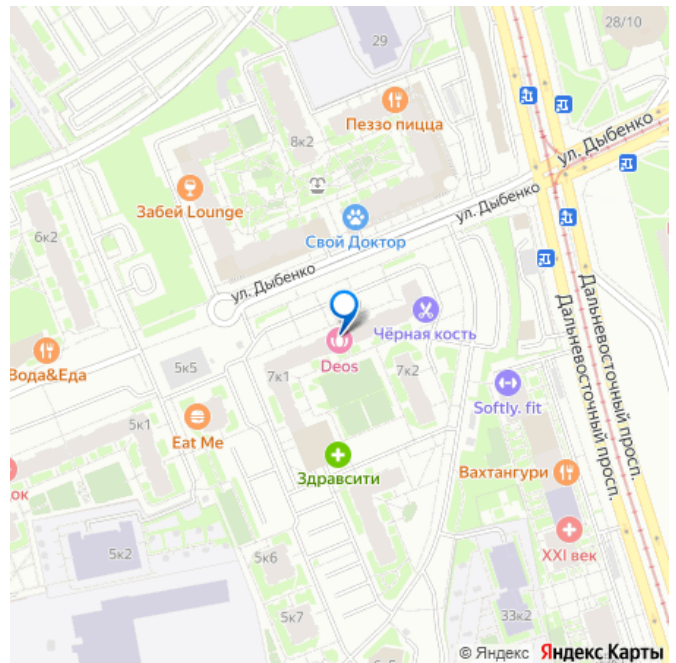 28/10
29
Пеззо пицца
8к2
ул. Дыбенко
Забей Lounge
ул. Дыбенко
6к2
Свой Доктор
ул. Дыбенко
Дальневосточный просп.
Дальневосточный просп.
Чёрная кость
Вода&Еда
5к5
Deos
7к1
7к2
Softly. fit
5к1
Eat Me
Здравсити
Вахтангури
ок
XXI век
5к2
5к6
5к7
33к2
© Яндекс Яндекс Карты